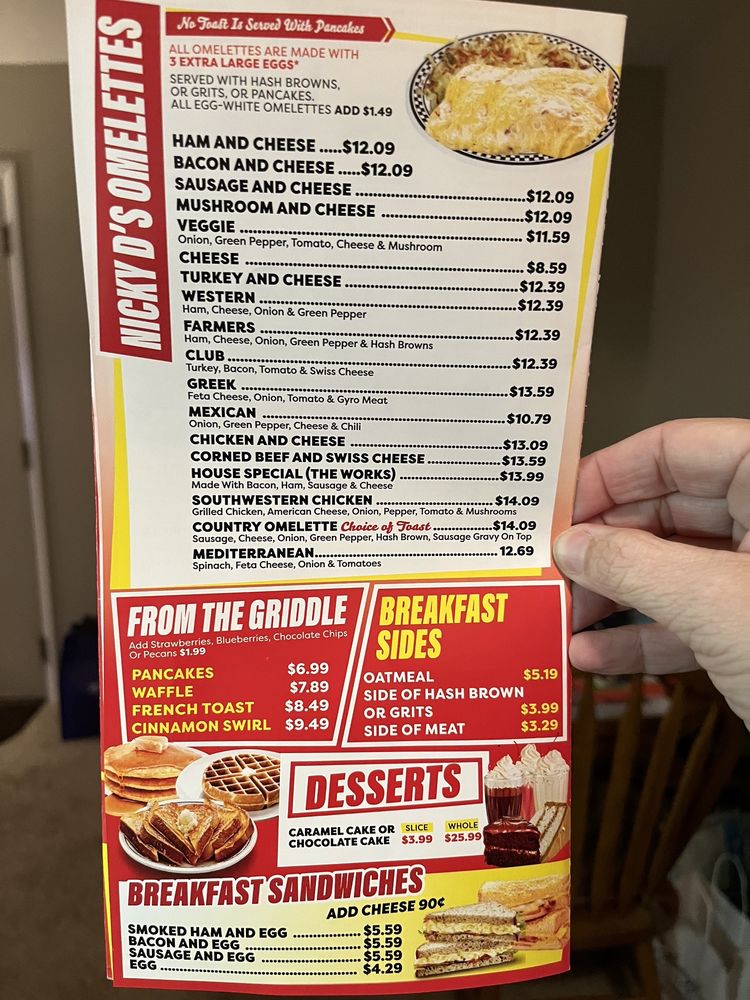 NICKY D'S OMELETTES
No Toast Is Served With Pancakes
ALL OMELETTES ARE MADE WITH
3 EXTRA LARGE EGGS*
SERVED WITH HASH BROWNS,
OR GRITS, OR PANCAKES.
ALL EGG-WHITE OMELETTES ADD $1.49
HAM AND CHEESE .....$12.09
BACON AND CHEESE .....$12.09
SAUSAGE AND CHEESE ..............................$12.09
MUSHROOM AND CHEESE .........................$12.09
VEGGIE .................................................. $11.59
Onion, Green Pepper, Tomato, Cheese & Mushroom
CHEESE .................................................. $8.59
TURKEY AND CHEESE ...............................$12.39
WESTERN ...............................................$12.39
Ham, Cheese, Onion & Green Pepper
FARMERS ...............................................$12.39
Ham, Cheese, Onion, Green Pepper & Hash Browns
CLUB .....................................................$12.39
Turkey, Bacon, Tomato & Swiss Cheese
GREEK ...................................................$13.59
Feta Cheese, Onion, Tomato & Gyro Meat
MEXICAN ...............................................$10.79
Onion, Green Pepper, Cheese & Chili
CHICKEN AND CHEESE .............................$13.09
CORNED BEEF AND SWISS CHEESE ..............$13.59
HOUSE SPECIAL (THE WORKS) ...................$13.99
Made With Bacon, Ham, Sausage & Cheese
SOUTHWESTERN CHICKEN ........................$14.09
Grilled Chicken, American Cheese, Onion, Pepper, Tomato & Mushrooms
COUNTRY OMELETTE Choice of Toast ............$14.09
Sausage, Cheese, Onion, Green Pepper, Hash Brown, Sausage Gravy On Top
MEDITERRANEAN..................................... 12.69
Spinach, Feta Cheese, Onion & Tomatoes
FROM THE GRIDDLE
Add Strawberries, Blueberries, Chocolate Chips
Or Pecans $1.99
PANCAKES $6.99
WAFFLE $7.89
FRENCH TOAST $8.49
CINNAMON SWIRL $9.49
BREAKFAST
SIDES
OATMEAL $5.19
SIDE OF HASH BROWN
OR GRITS $3.99
SIDE OF MEAT $3.29
DESSERTS
SLICE WHOLE
CARAMEL CAKE OR
CHOCOLATE CAKE $3.99 $25.99
BREAKFAST SANDWICHES
ADD CHEESE 90¢
SMOKED HAM AND EGG ............... $5.59
BACON AND EGG ......................... $5.59
SAUSAGE AND EGG ...................... $5.59
EGG ............................................ $4.29